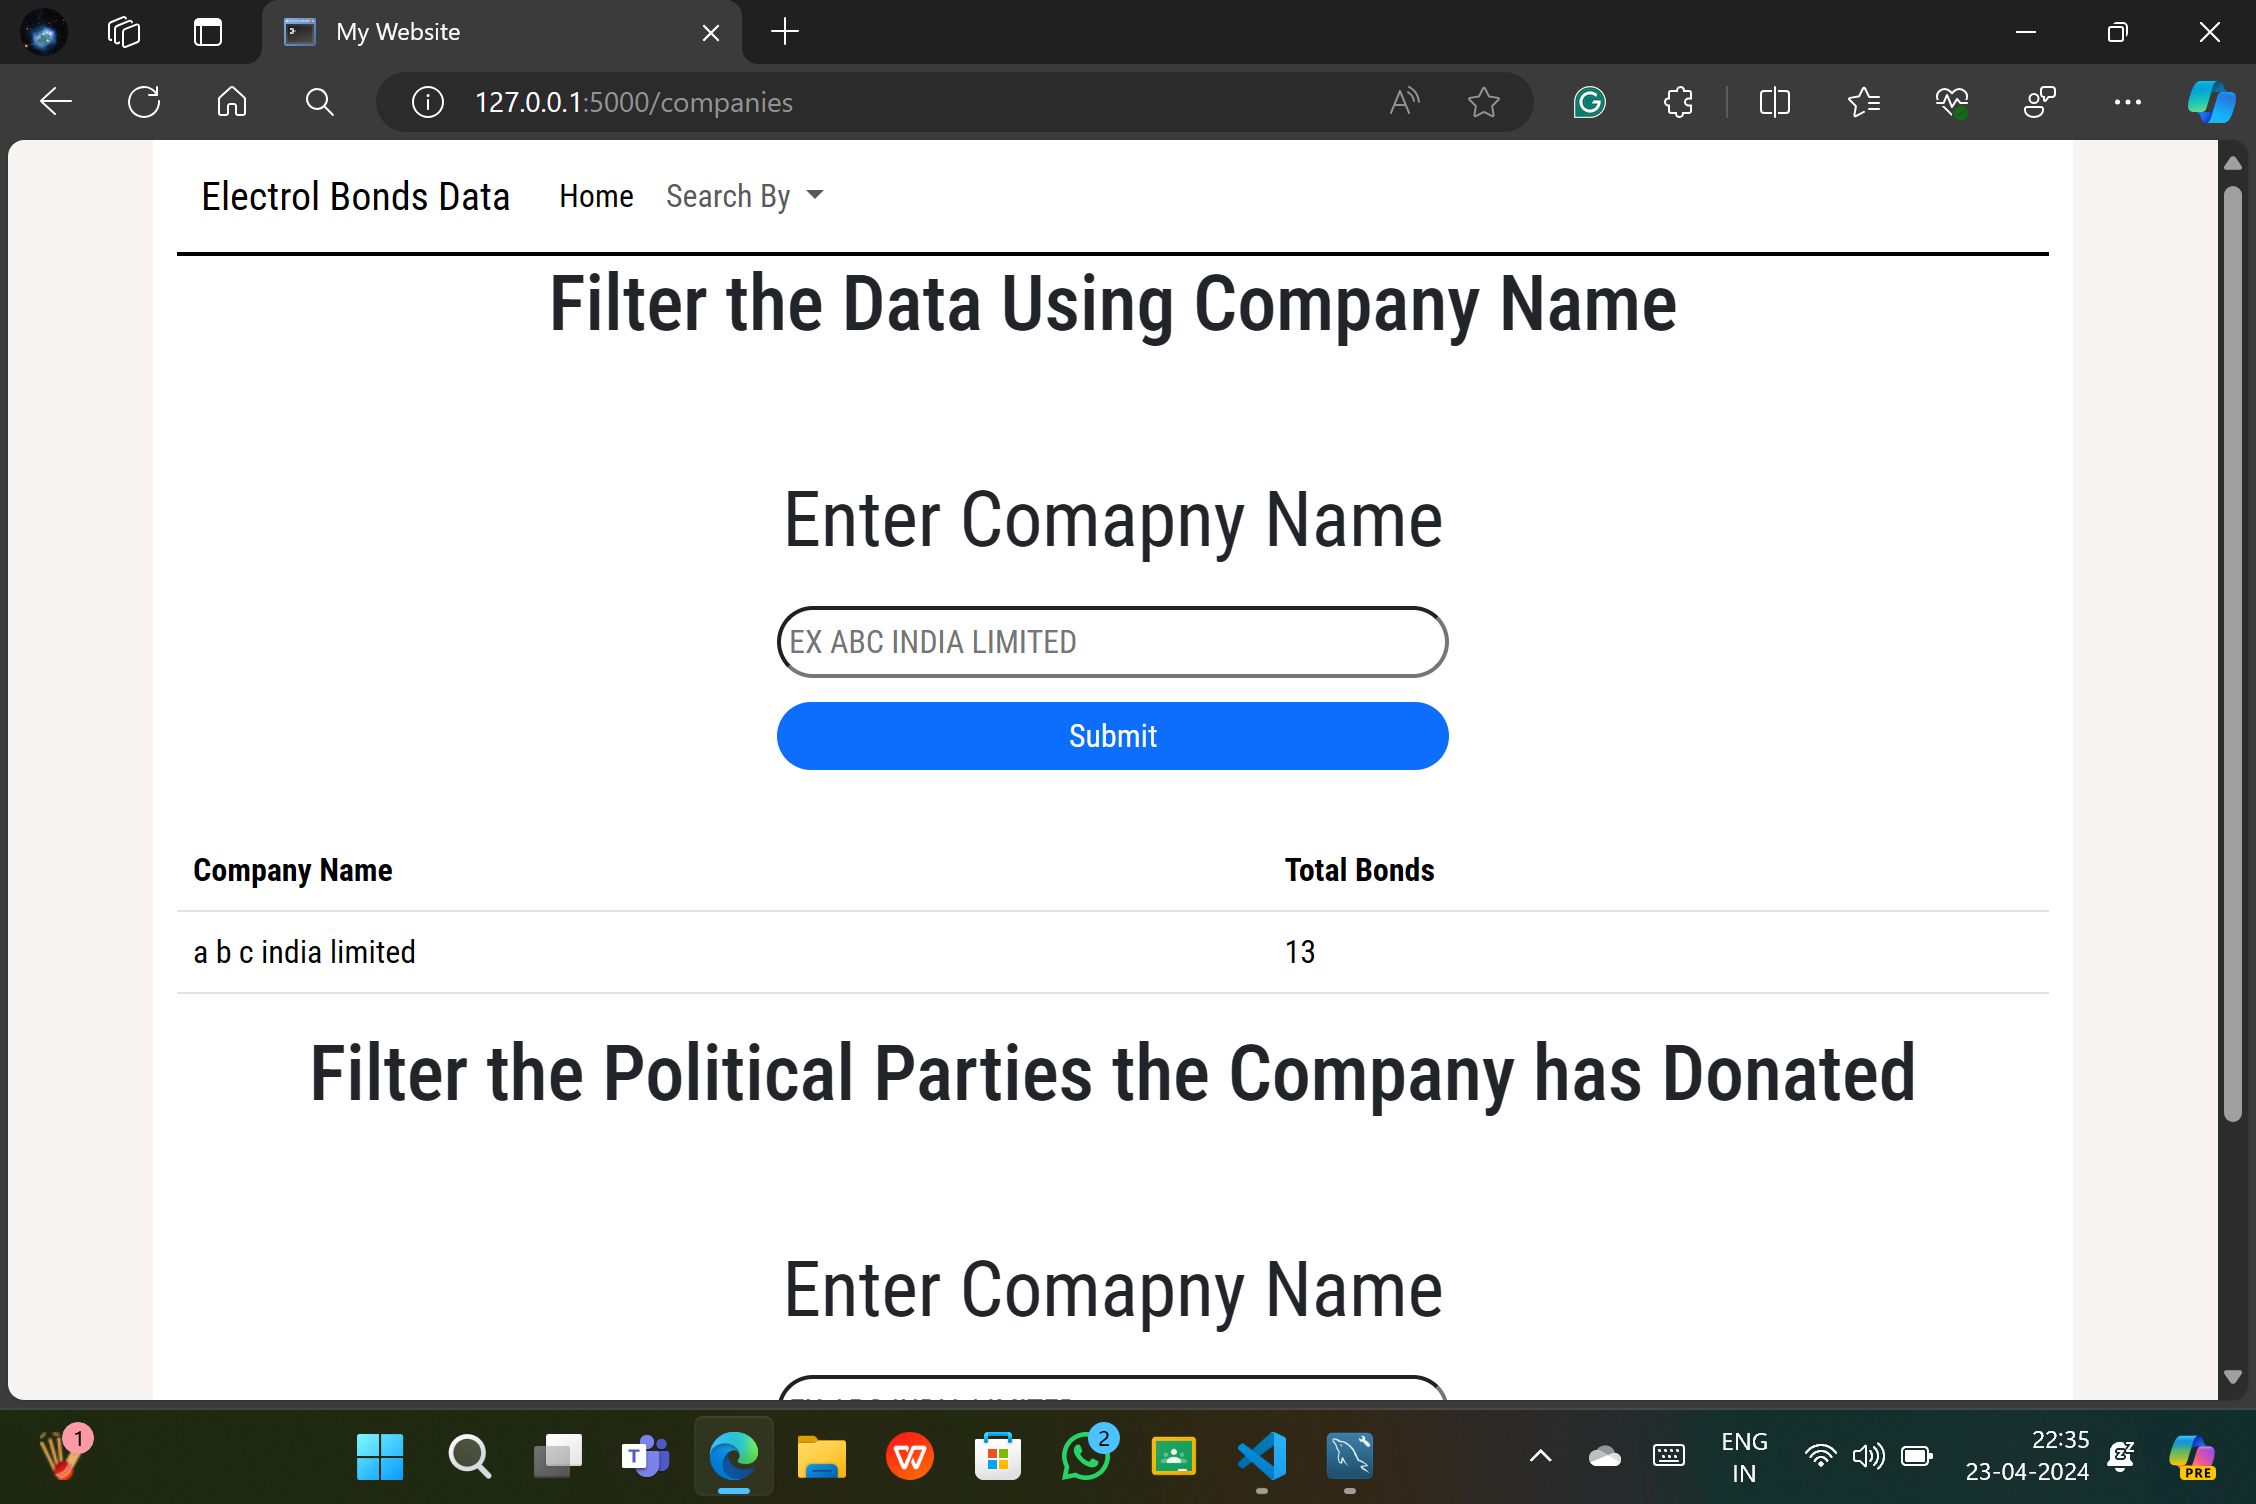 My Website
127.0.0.1:5000/companies
Electrol Bonds Data Home Search By
Filter the Data Using Company Name
Enter Comapny Name
EX ABC INDIA LIMITED
Submit
Company Name Total Bonds
a b c india limited 13
Filter the Political Parties the Company has Donated
Enter Comapny Name
1
T
2
ENG
IN
22:35
23-04-2024
PRE